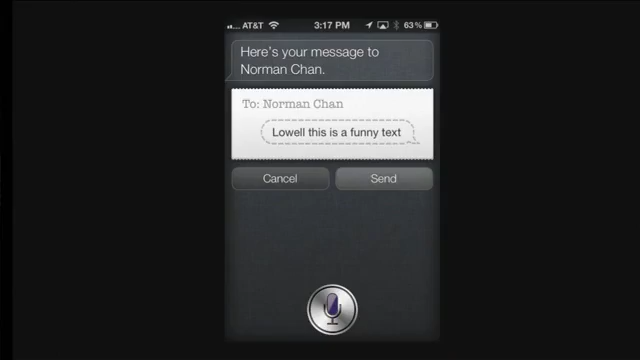 AT&T 3:17 PM 63%
Here's your message to
Norman Chan.
To: Norman Chan
Lowell this is a funny text
Cancel Send